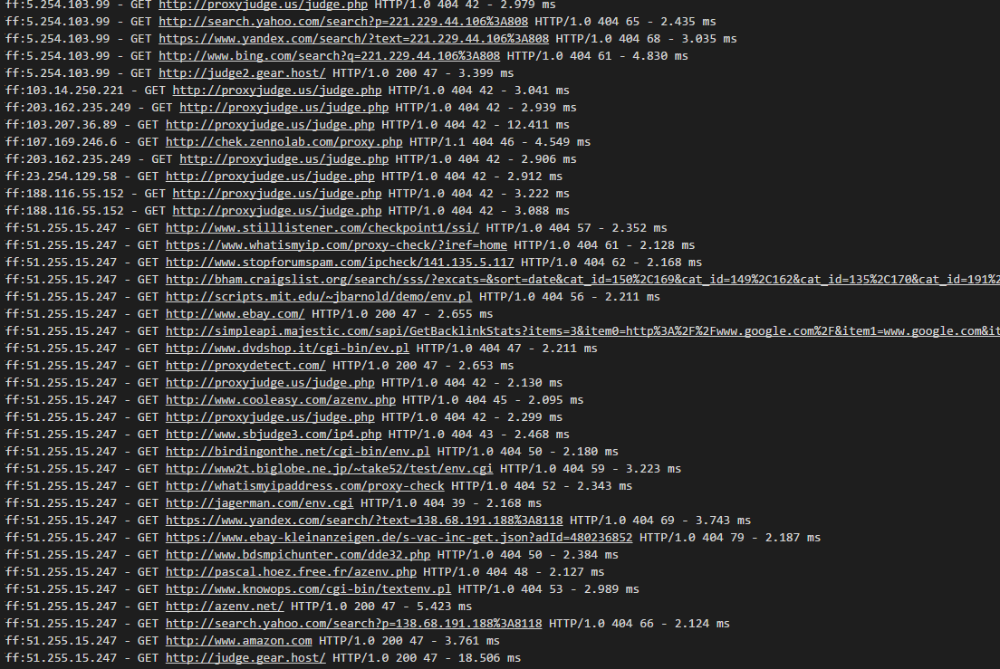 ff:5.254.103.99 - GET http://proxyjudge.us/judge.php HTTP/1.0 404 42 - 2.979 ms
ff:5.254.103.99 - GET http://search.yahoo.com/search?p=221.229.44.106%3A808 HTTP/1.0 404 65 - 2.435 ms
ff:5.254.103.99 - GET https://www.yandex.com/search/?text=221.229.44.106%3A808 HTTP/1.0 404 68 - 3.035 ms
ff:5.254.103.99 - GET http://www.bing.com/search?q=221.229.44.106%3A808 HTTP/1.0 404 61 - 4.830 ms
ff:5.254.103.99 - GET http://judge2.gear.host/ HTTP/1.0 200 47 - 3.399 ms
ff:103.14.250.221 - GET http://proxyjudge.us/judge.php HTTP/1.0 404 42 - 3.041 ms
ff:203.162.235.249 - GET http://proxyjudge.us/judge.php HTTP/1.0 404 42 - 2.939 ms
ff:103.207.36.89 - GET http://proxyjudge.us/judge.php HTTP/1.0 404 42 - 12.411 ms
ff:107.169.246.6 - GET http://chek.zennolab.com/proxy.php HTTP/1.1 404 46 - 4.549 ms
ff:203.162.235.249 - GET http://proxyjudge.us/judge.php HTTP/1.0 404 42 - 2.906 ms
ff:23.254.129.58 - GET http://proxyjudge.us/judge.php HTTP/1.0 404 42 - 2.912 ms
ff:188.116.55.152 - GET http://proxyjudge.us/judge.php HTTP/1.0 404 42 - 3.222 ms
ff:188.116.55.152 - GET http://proxyjudge.us/judge.php HTTP/1.0 404 42 - 3.088 ms
ff:51.255.15.247 - GET http://www.stilllistener.com/checkpoint1/ssi/ HTTP/1.0 404 57 - 2.352 ms
ff:51.255.15.247 - GET https://www.whatismyip.com/proxy-check/?iref=home HTTP/1.0 404 61 - 2.128 ms
ff:51.255.15.247 - GET http://www.stopforumspam.com/ipcheck/141.135.5.117 HTTP/1.0 404 62 - 2.168 ms
ff:51.255.15.247 - GET http://bham.craigslist.org/search/sss/?excats=&sort=date&cat_id=150%2C169&cat_id=149%2C162&cat_id=135%2C170&cat_id=191%2
ff:51.255.15.247 - GET http://scripts.mit.edu/~jbarnold/demo/env.pl HTTP/1.0 404 56 - 2.211 ms
ff:51.255.15.247 - GET http://www.ebay.com/ HTTP/1.0 200 47 - 2.655 ms
ff:51.255.15.247 - GET http://simpleapi.majestic.com/sapi/GetBacklinkStats?items=3&item0=http%3A%2F%2Fwww.google.com%2F&item1=www.google.com&it
ff:51.255.15.247 - GET http://www.dvdshop.it/cgi-bin/ev.pl HTTP/1.0 404 47 - 2.211 ms
ff:51.255.15.247 - GET http://proxydetect.com/ HTTP/1.0 200 47 - 2.653 ms
ff:51.255.15.247 - GET http://proxyjudge.us/judge.php HTTP/1.0 404 42 - 2.130 ms
ff:51.255.15.247 - GET http://www.cooleasy.com/azenv.php HTTP/1.0 404 45 - 2.095 ms
ff:51.255.15.247 - GET http://proxyjudge.us/judge.php HTTP/1.0 404 42 - 2.299 ms
ff:51.255.15.247 - GET http://www.sbjudge3.com/ip4.php HTTP/1.0 404 43 - 2.468 ms
ff:51.255.15.247 - GET http://birdingonthe.net/cgi-bin/env.pl HTTP/1.0 404 50 - 2.180 ms
ff:51.255.15.247 - GET http://www2t.biglobe.ne.jp/~take52/test/env.cgi HTTP/1.0 404 59 - 3.223 ms
ff:51.255.15.247 - GET http://whatismyipaddress.com/proxy-check HTTP/1.0 404 52 - 2.343 ms
ff:51.255.15.247 - GET http://jagerman.com/env.cgi HTTP/1.0 404 39 - 2.168 ms
ff:51.255.15.247 - GET https://www.yandex.com/search/?text=138.68.191.188%3A8118 HTTP/1.0 404 69 - 3.743 ms
ff:51.255.15.247 - GET https://www.ebay-kleinanzeigen.de/s-vac-inc-get.json?adId=480236852 HTTP/1.0 404 79 - 2.187 ms
ff:51.255.15.247 - GET http://www.bdsmpichunter.com/dde32.php HTTP/1.0 404 50 - 2.384 ms
ff:51.255.15.247 - GET http://pascal.hoez.free.fr/azenv.php HTTP/1.0 404 48 - 2.127 ms
ff:51.255.15.247 - GET http://www.knowops.com/cgi-bin/textenv.pl HTTP/1.0 404 53 - 2.989 ms
ff:51.255.15.247 - GET http://azenv.net/ HTTP/1.0 200 47 - 5.423 ms
ff:51.255.15.247 - GET http://search.yahoo.com/search?p=138.68.191.188%3A8118 HTTP/1.0 404 66 - 2.124 ms
ff:51.255.15.247 - GET http://www.amazon.com HTTP/1.0 200 47 - 3.761 ms
ff:51.255.15.247 - GET http://judge.gear.host/ HTTP/1.0 200 47 - 18.506 ms